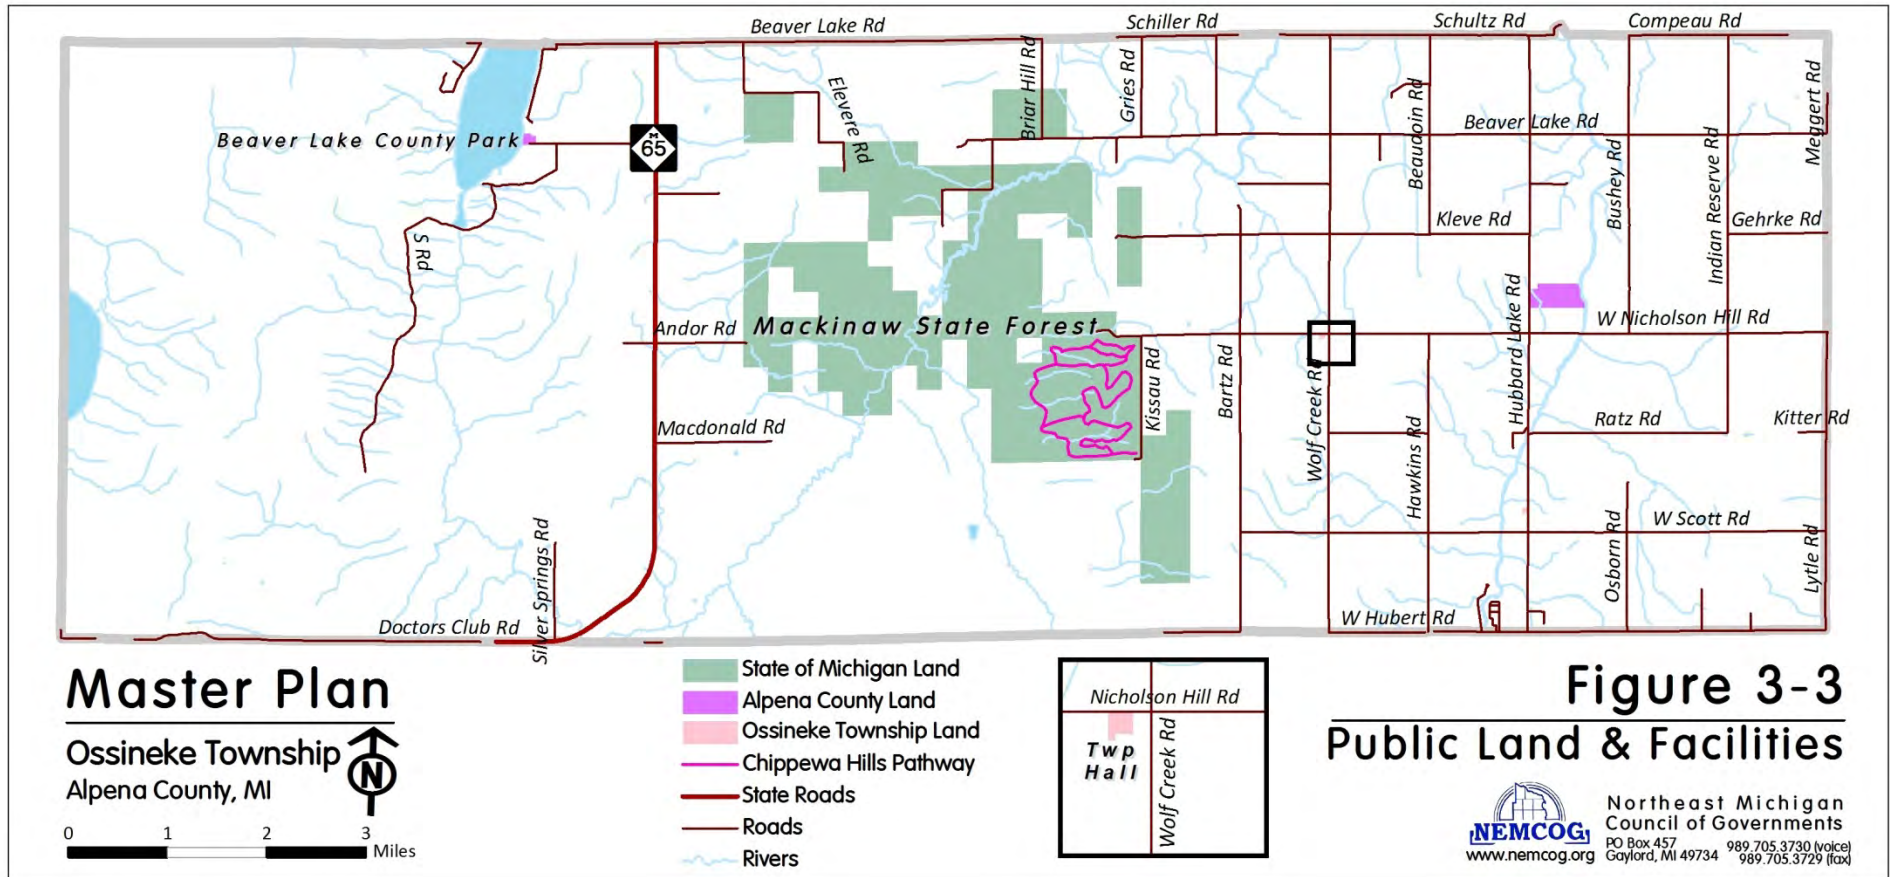 Beaver Lake Rd
Schiller Rd
Schultz Rd
Compeau Rd
Briar Hill Rd
Gries Rd
Elevere Rd
Beaudoin Rd
Meggert Rd
Beaver Lake County Park
M
65
Beaver Lake Rd
Bushey Rd
Indian Reserve Rd
Kleve Rd
Gehrke Rd
S Rd
Hubbard Lake Rd
Andor Rd
Mackinaw State Forest
W Nicholson Hill Rd
Kissau Rd
Bartz Rd
Wolf Creek Rd
Macdonald Rd
Hawkins Rd
Ratz Rd
Kitter Rd
Silver Springs Rd
Osborn Rd
W Scott Rd
Lytle Rd
Doctors Club Rd
W Hubert Rd
Master Plan
Ossineke Township
Alpena County, MI
N
0 1 2 3
Miles
State of Michigan Land
Alpena County Land
Ossineke Township Land
Chippewa Hills Pathway
State Roads
Roads
Rivers
Nicholson Hill Rd
Twp
Hall
Wolf Creek Rd
Figure 3-3
Public Land & Facilities
NEMCOG
www.nemcog.org
Northeast Michigan
Council of Governments
PO Box 457 989.705.3730 (voice)
Gaylord, MI 49734 989.705.3729 (fax)